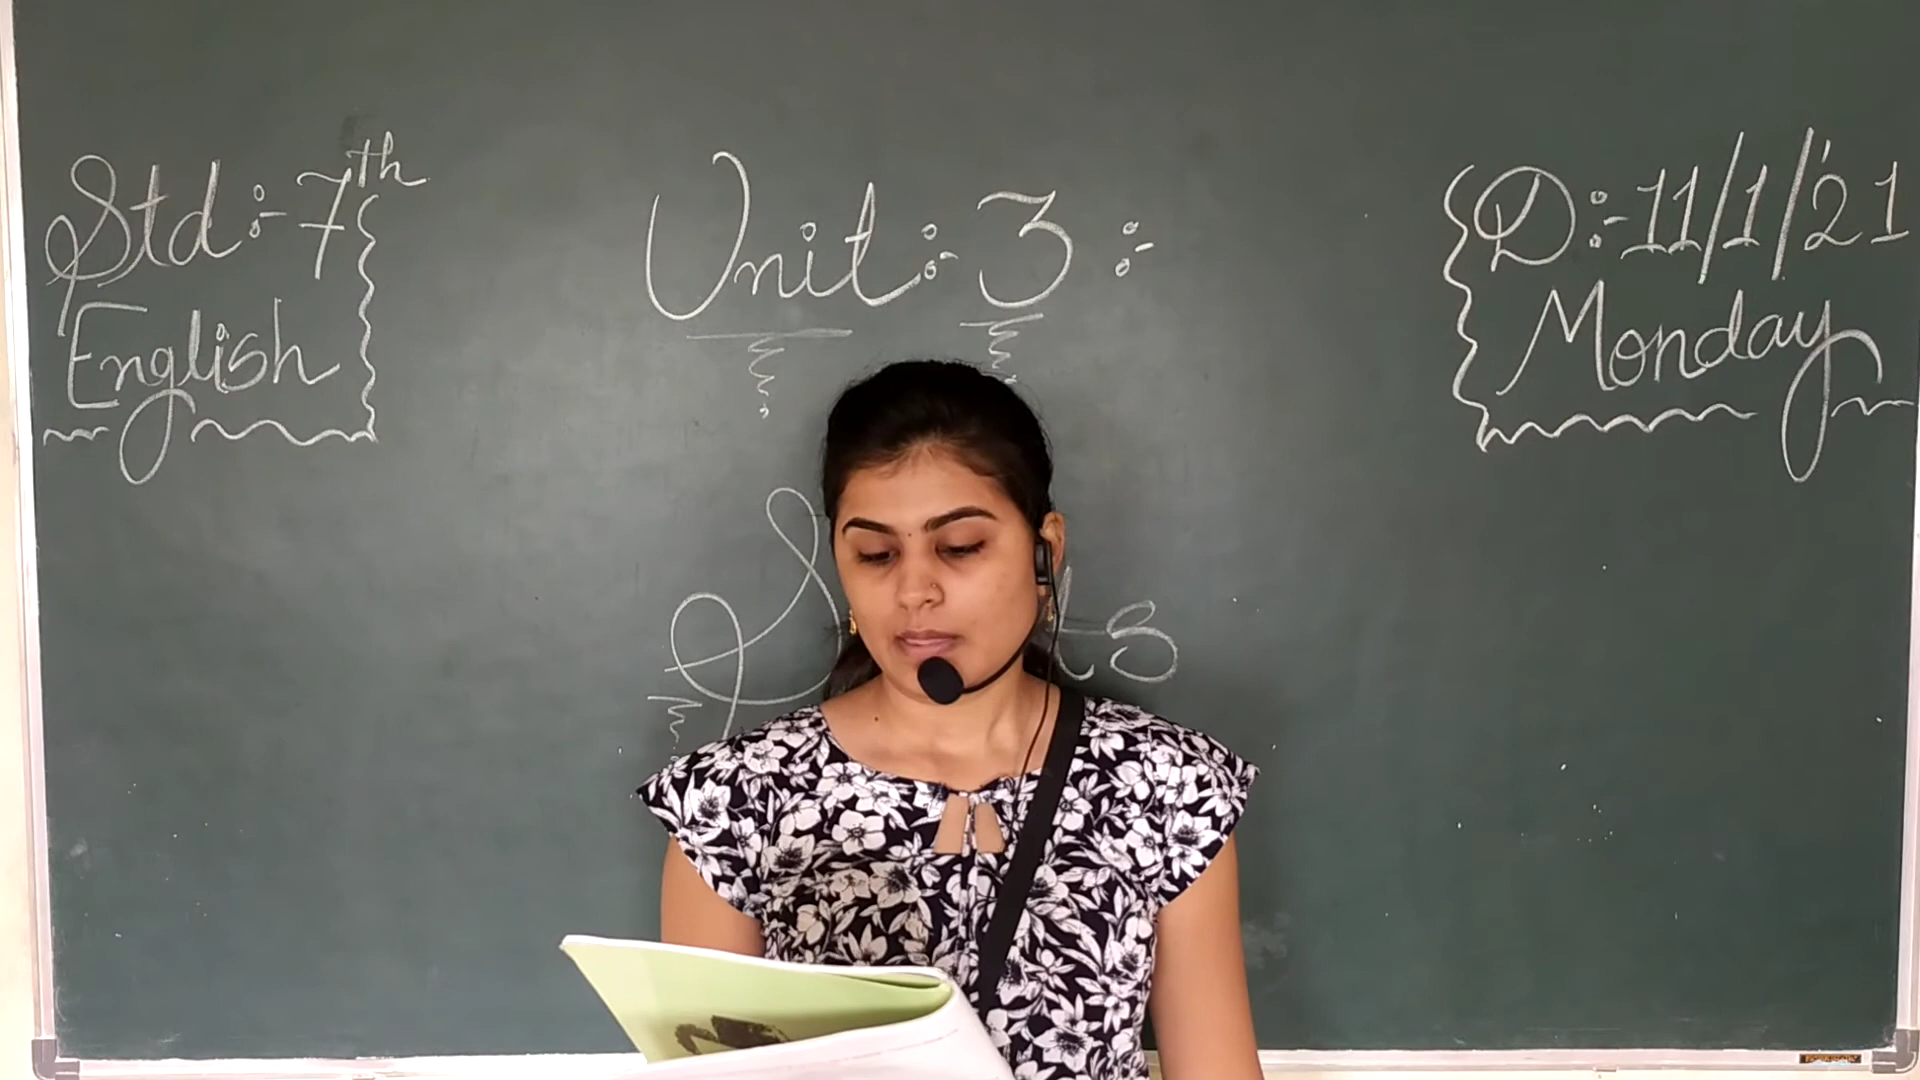 Std :- 7th
English
Unit :- 3 :-
D :- 11/1/'21
Monday